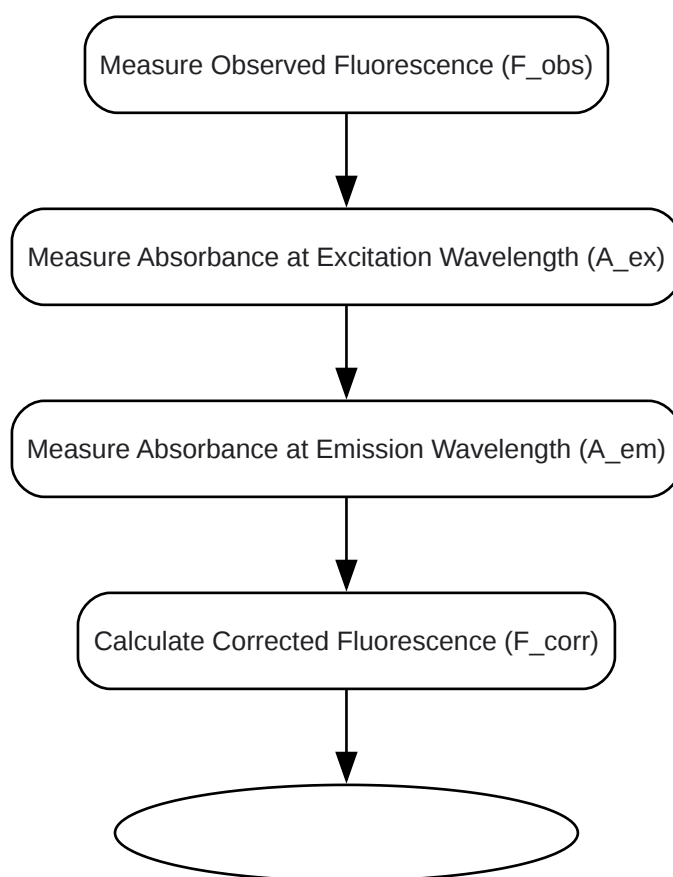 Measure Observed Fluorescence (F_obs)
Measure Absorbance at Excitation Wavelength (A_ex)
Measure Absorbance at Emission Wavelength (A_em)
Calculate Corrected Fluorescence (F_corr)